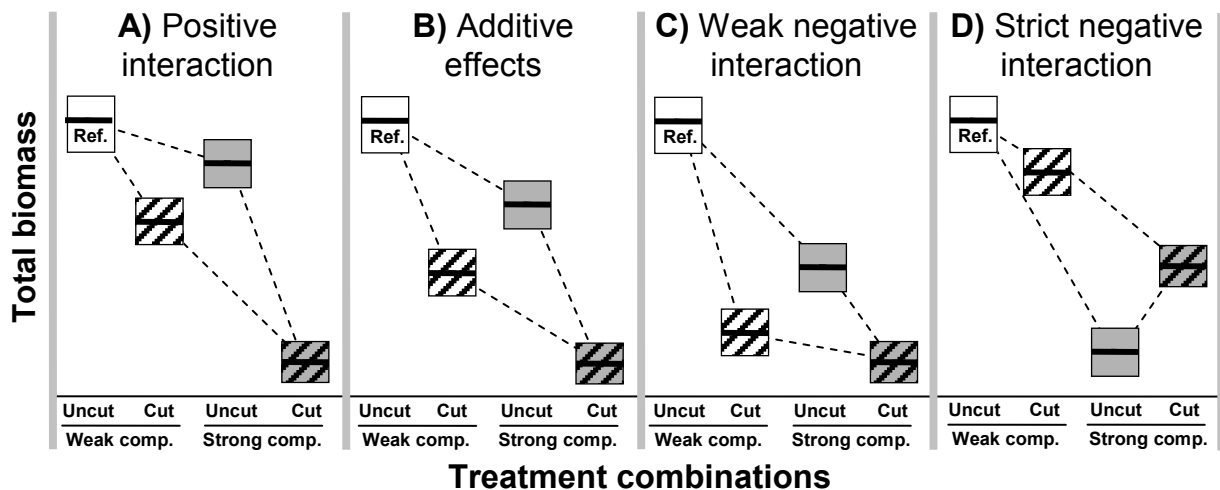 A) Positive
interaction
B) Additive
effects
C) Weak negative
interaction
D) Strict negative
interaction
Total biomass
Ref.
Ref.
Ref.
Ref.
Uncut Cut Uncut Cut
Weak comp. Strong comp.
Uncut Cut Uncut Cut
Weak comp. Strong comp.
Uncut Cut Uncut Cut
Weak comp. Strong comp.
Uncut Cut Uncut Cut
Weak comp. Strong comp.
Treatment combinations